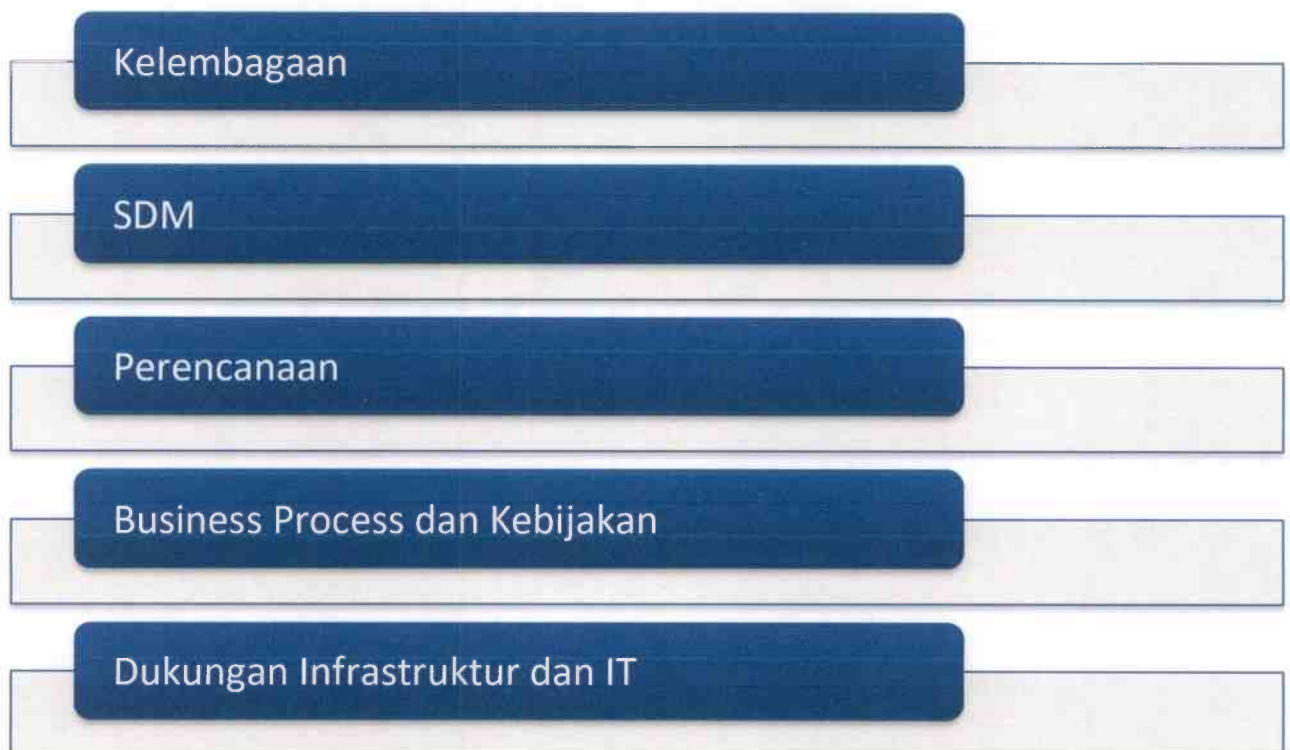 Kelembagaan
SDM
Perencanaan
Business Process dan Kebijakan
Dukungan Infrastruktur dan IT